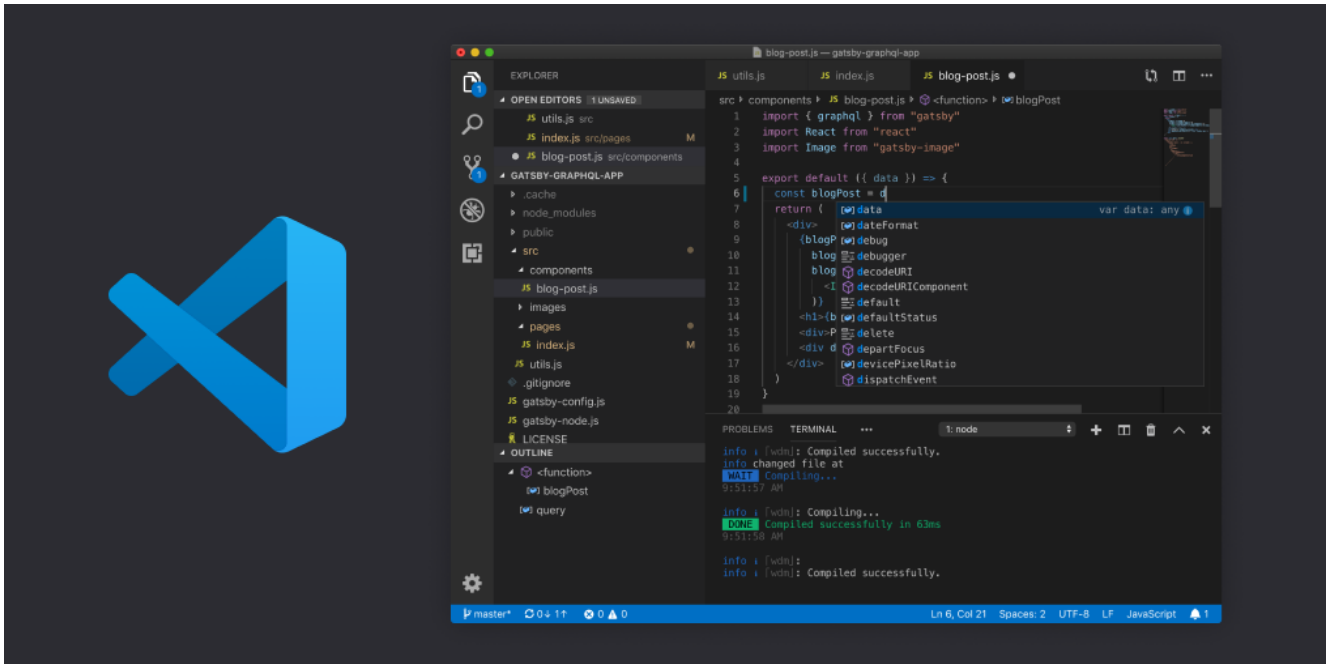 blog-post.js — gatsby-graphql-app
EXPLORER
OPEN EDITORS 1 UNSAVED
JS utils.js src
JS index.js src/pages M
JS blog-post.js src/components
GATSBY-GRAPHQL-APP
.cache
node_modules
public
src
components
JS blog-post.js
images
pages
JS index.js M
JS utils.js
.gitignore
JS gatsby-config.js
JS gatsby-node.js
LICENSE
OUTLINE
<function>
blogPost
query
1
1
JS utils.js JS index.js JS blog-post.js
src components JS blog-post.js <function> blogPost
1 import { graphql } from "gatsby"
2 import React from "react"
3 import Image from "gatsby-image"
4
5 export default ({ data }) => {
6 const blogPost = d
7 return (
8 <div>
9 {blogP
10 blog
11 blog
12 <I
13 )}
14 <h1>{b
15 <div>P
16 <div d
17 </div>
18 )
19 }
20
data var data: any
dateFormat
debug
debugger
decodeURI
decodeURIComponent
default
defaultStatus
delete
departFocus
devicePixelRatio
dispatchEvent
PROBLEMS TERMINAL ••• 1: node
info i [wdm]: Compiled successfully.
info changed file at
WAIT Compiling...
9:51:57 AM
info i [wdm]: Compiling...
DONE Compiled successfully in 63ms
9:51:58 AM
info i [wdm]:
info i [wdm]: Compiled successfully.
master* 0↓ 1↑ 0 0 Ln 6, Col 21 Spaces: 2 UTF-8 LF JavaScript 1